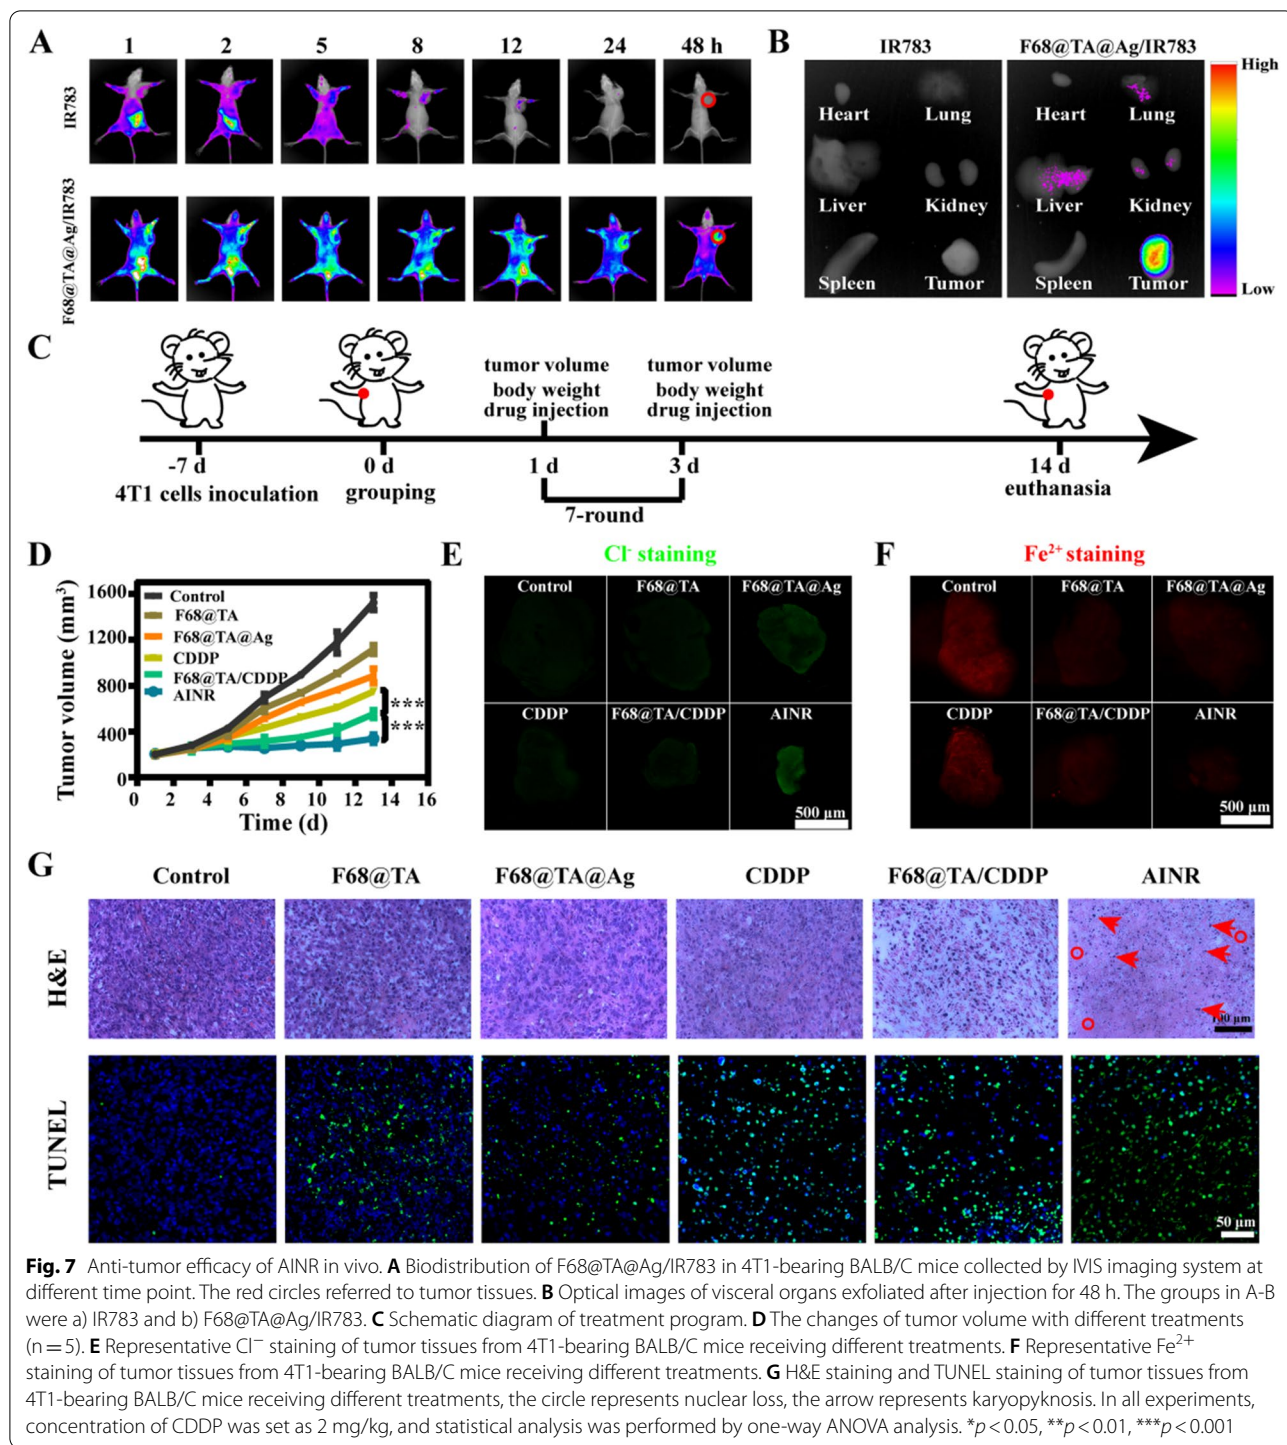 A
1 2 5 8 12 24 48 h
IR783
F68@TA@Ag/IR783
B
IR783 F68@TA@Ag/IR783
Heart Lung Heart Lung
Liver Kidney Liver Kidney
Spleen Tumor Spleen Tumor
High
Low
C
tumor volume
body weight
drug injection
tumor volume
body weight
drug injection
-7 d 0 d 1 d 3 d 14 d
4T1 cells inoculation grouping euthanasia
7-round
D
Tumor volume (mm³)
1600
1200
800
400
0
0 2 4 6 8 10 12 14 16
Time (d)
Control
F68@TA
F68@TA@Ag
CDDP
F68@TA/CDDP
AINR
***
***
E
Cl⁻ staining
Control F68@TA F68@TA@Ag
CDDP F68@TA/CDDP AINR
500 µm
F
Fe²⁺ staining
Control F68@TA F68@TA@Ag
CDDP F68@TA/CDDP AINR
500 µm
G
Control F68@TA F68@TA@Ag CDDP F68@TA/CDDP AINR
H&E
100 µm
TUNEL
50 µm
Fig. 7 Anti-tumor efficacy of AINR in vivo. A Biodistribution of F68@TA@Ag/IR783 in 4T1-bearing BALB/C mice collected by IVIS imaging system at
different time point. The red circles referred to tumor tissues. B Optical images of visceral organs exfoliated after injection for 48 h. The groups in A-B
were a) IR783 and b) F68@TA@Ag/IR783. C Schematic diagram of treatment program. D The changes of tumor volume with different treatments
(n = 5). E Representative Cl⁻ staining of tumor tissues from 4T1-bearing BALB/C mice receiving different treatments. F Representative Fe²⁺
staining of tumor tissues from 4T1-bearing BALB/C mice receiving different treatments. G H&E staining and TUNEL staining of tumor tissues from
4T1-bearing BALB/C mice receiving different treatments, the circle represents nuclear loss, the arrow represents karyopyknosis. In all experiments,
concentration of CDDP was set as 2 mg/kg, and statistical analysis was performed by one-way ANOVA analysis. *p < 0.05, **p < 0.01, ***p < 0.001